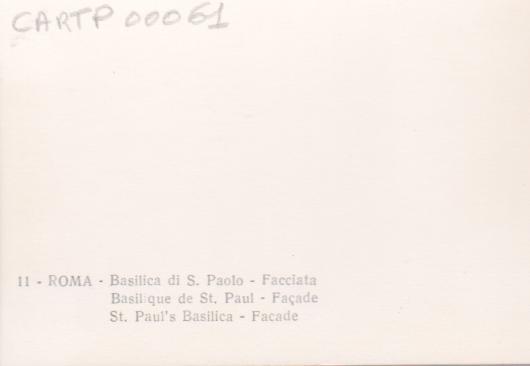 CARTP 00061
11 - ROMA - Basilica di S. Paolo - Facciata
Basilique de St. Paul - Façade
St. Paul's Basilica - Facade